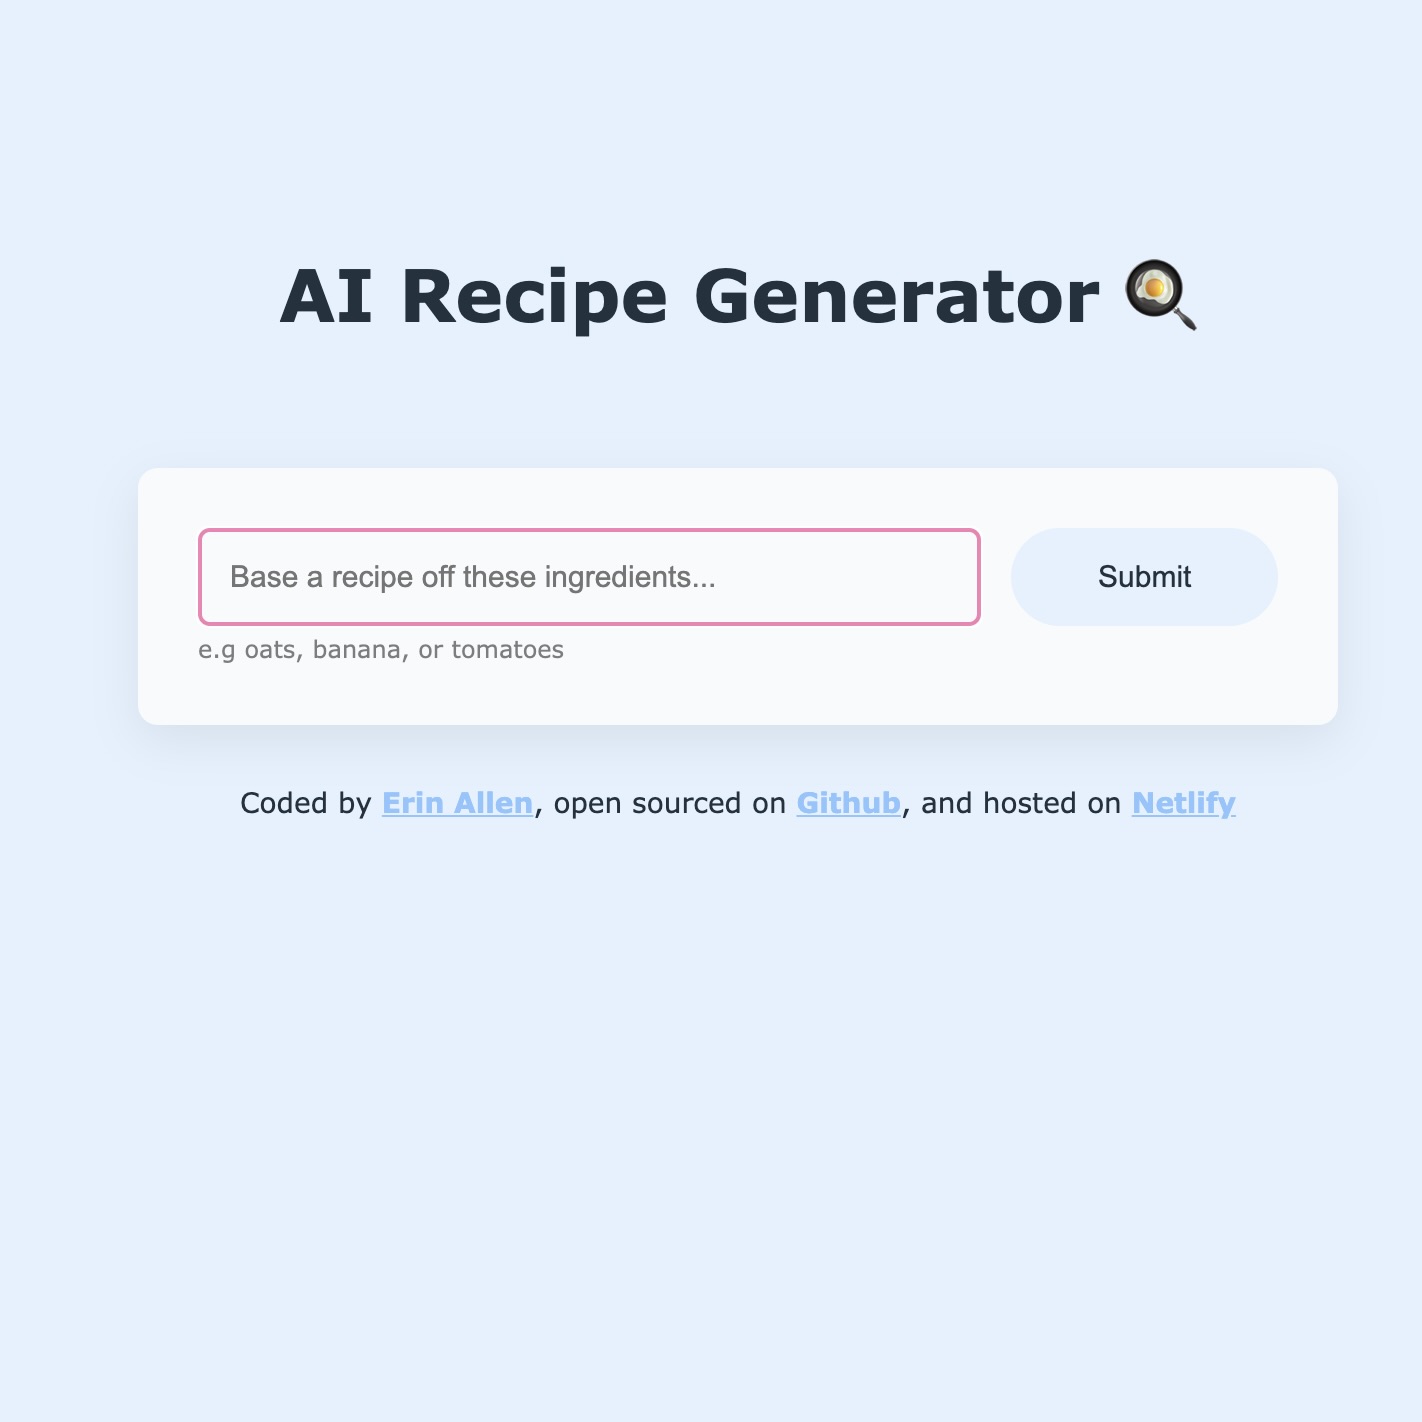 AI Recipe Generator 🍳
Base a recipe off these ingredients...
Submit
e.g oats, banana, or tomatoes
Coded by Erin Allen, open sourced on Github, and hosted on Netlify